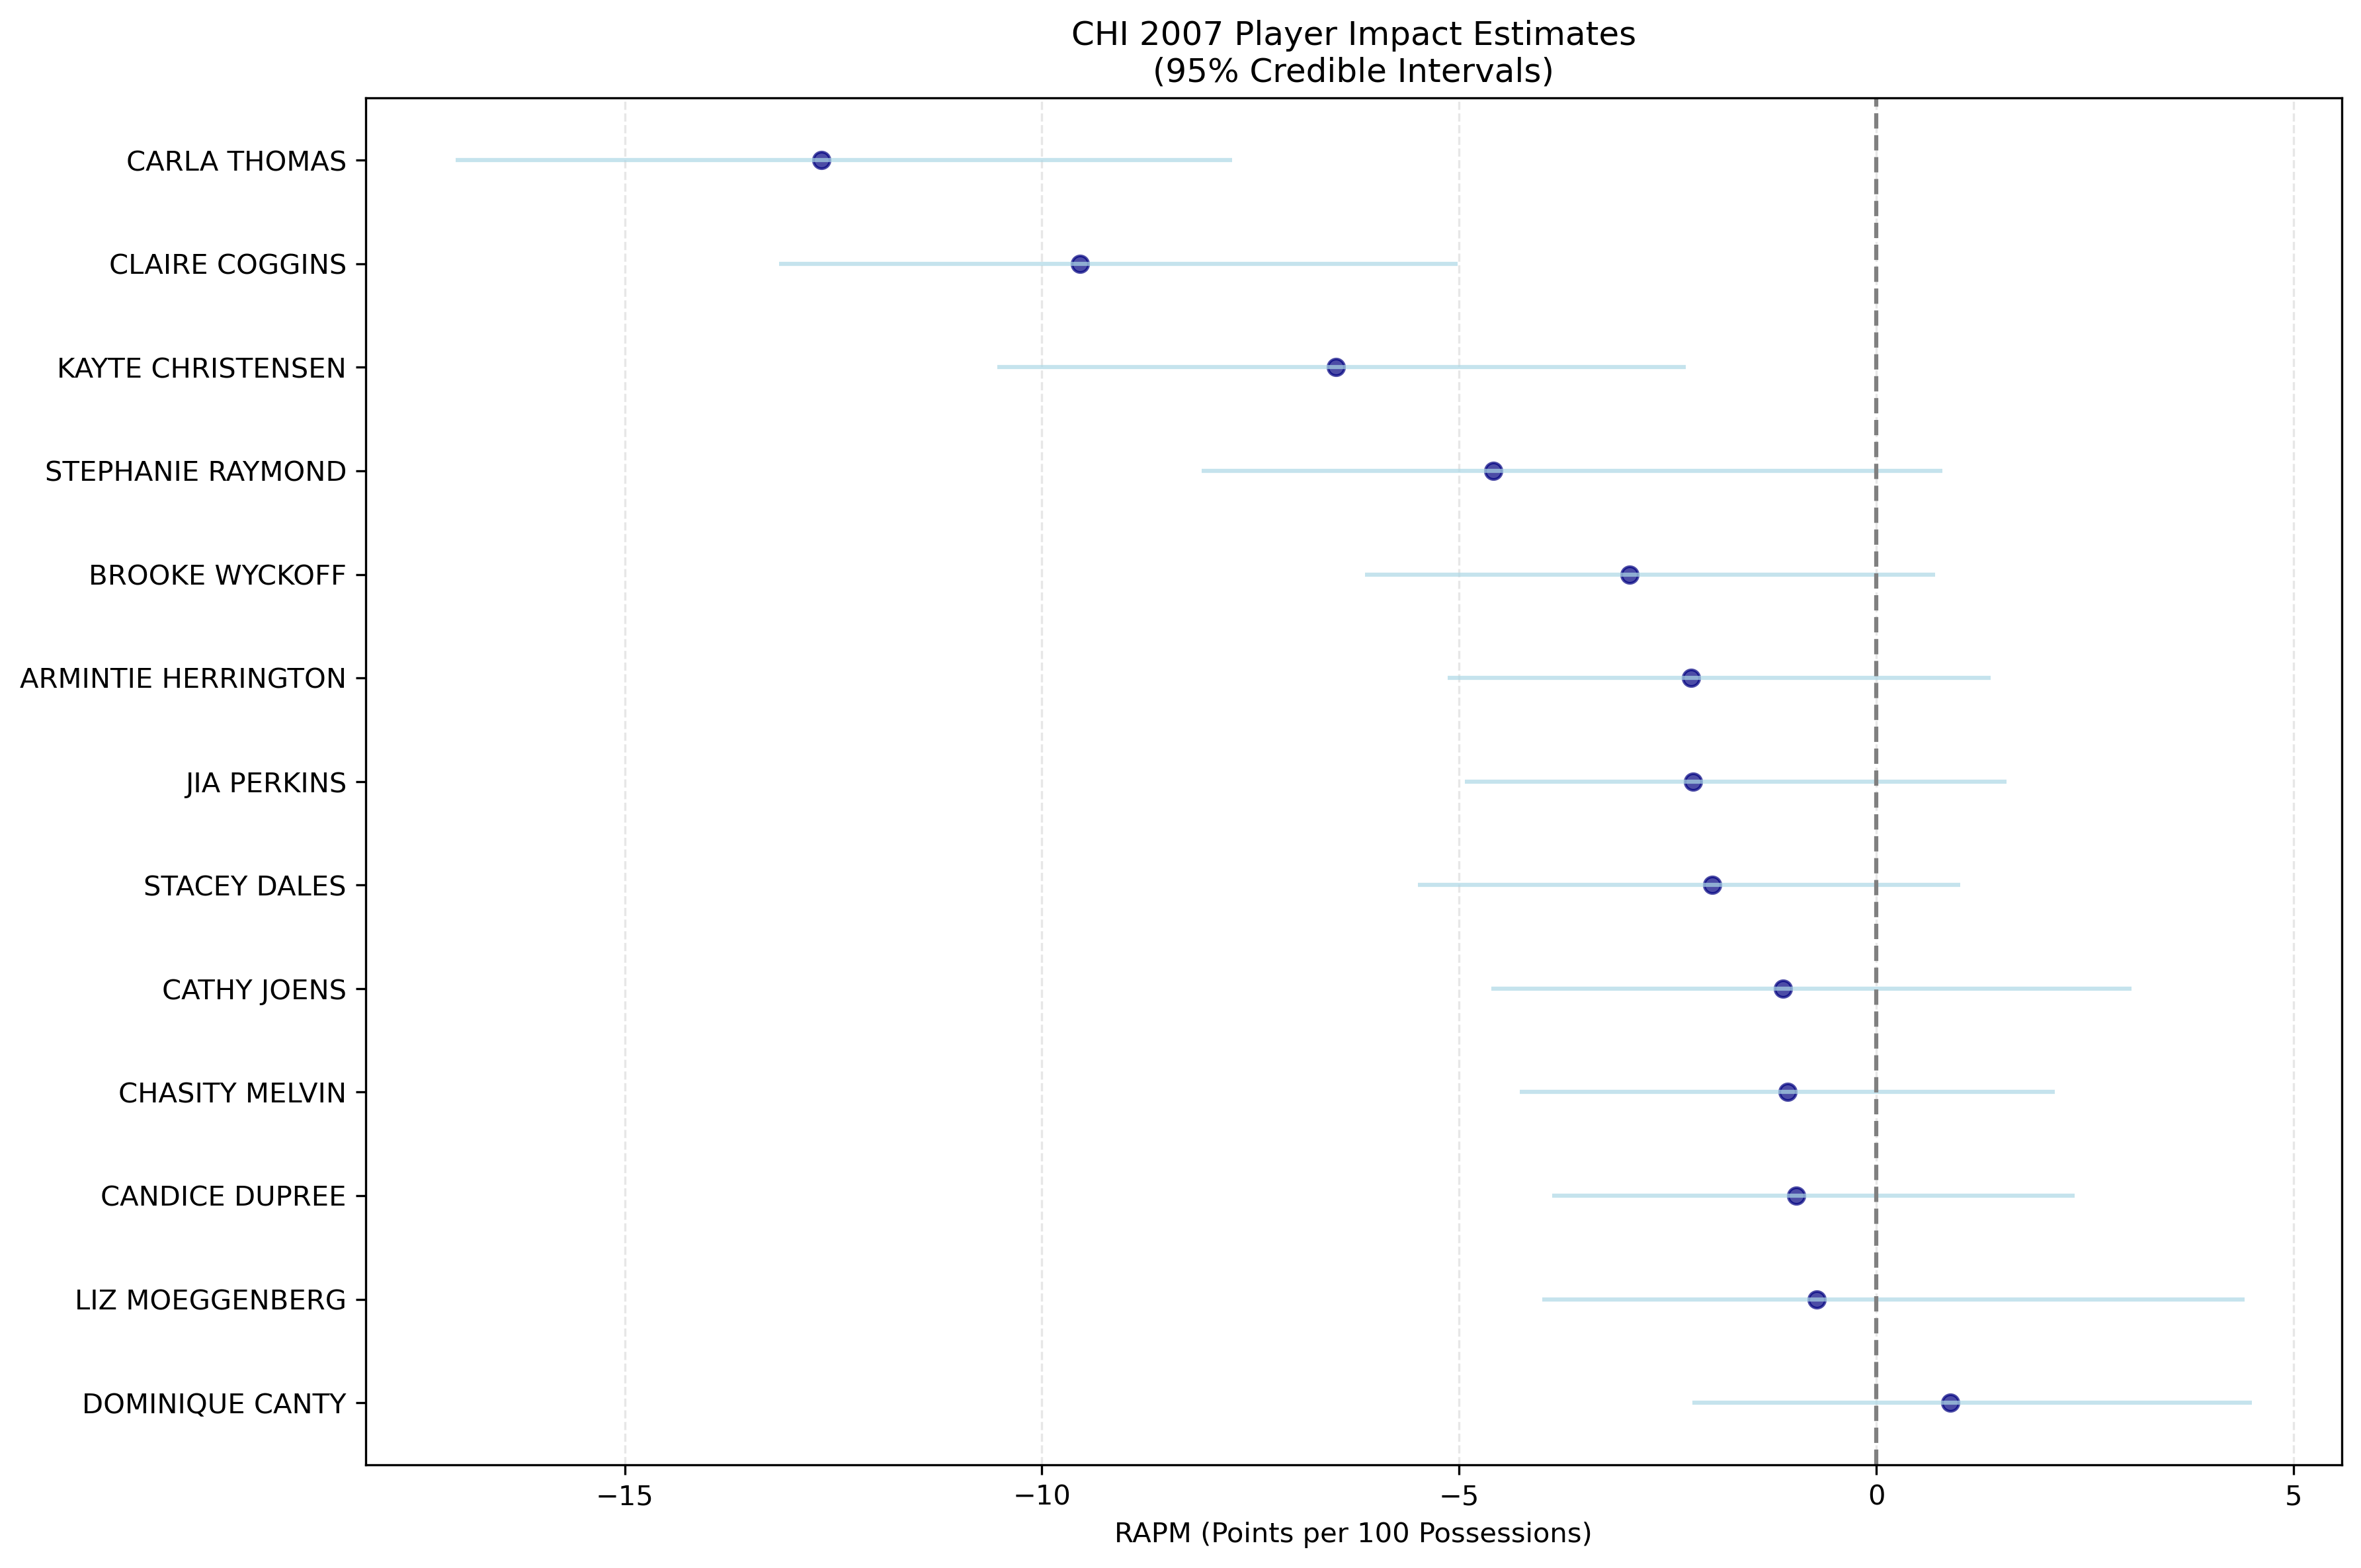 CHI 2007 Player Impact Estimates
(95% Credible Intervals)
CARLA THOMAS
CLAIRE COGGINS
KAYTE CHRISTENSEN
STEPHANIE RAYMOND
BROOKE WYCKOFF
ARMINTIE HERRINGTON
JIA PERKINS
STACEY DALES
CATHY JOENS
CHASITY MELVIN
CANDICE DUPREE
LIZ MOEGGENBERG
DOMINIQUE CANTY
−15 −10 −5 0 5
RAPM (Points per 100 Possessions)